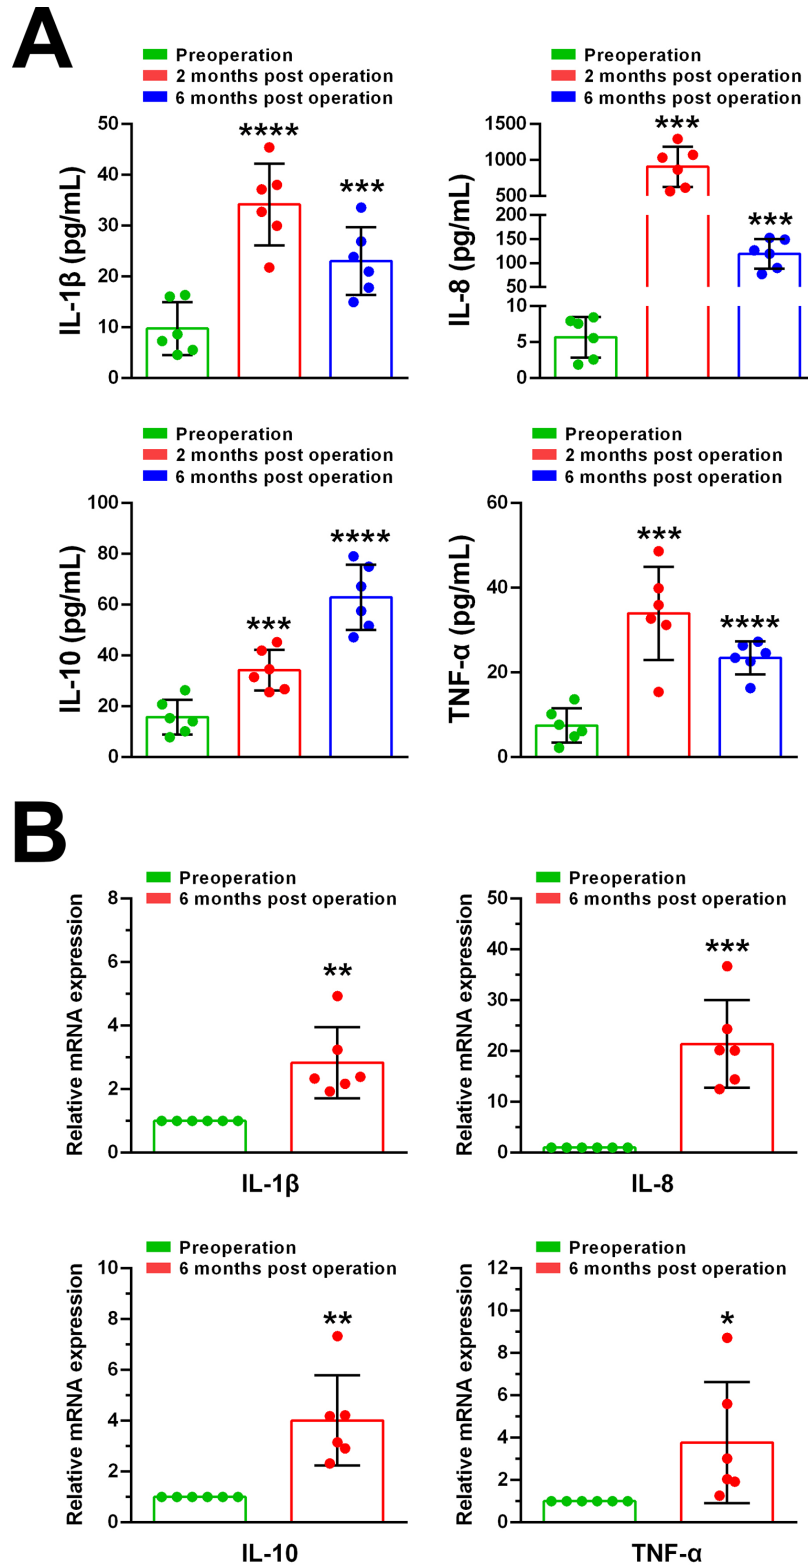 A
Preoperation
2 months post operation
6 months post operation
IL-1β (pg/mL)
50
40
30
20
10
0
****
***
Preoperation
2 months post operation
6 months post operation
IL-8 (pg/mL)
1500
1000
500
200
150
100
50
10
5
0
***
***
Preoperation
2 months post operation
6 months post operation
IL-10 (pg/mL)
100
80
60
40
20
0
***
****
Preoperation
2 months post operation
6 months post operation
TNF-α (pg/mL)
60
40
20
0
***
****
B
Preoperation
6 months post operation
Relative mRNA expression
8
6
4
2
0
**
IL-1β
Preoperation
6 months post operation
Relative mRNA expression
50
40
30
20
10
0
***
IL-8
Preoperation
6 months post operation
Relative mRNA expression
10
8
6
4
2
0
**
IL-10
Preoperation
6 months post operation
Relative mRNA expression
12
10
8
6
4
2
0
*
TNF-α